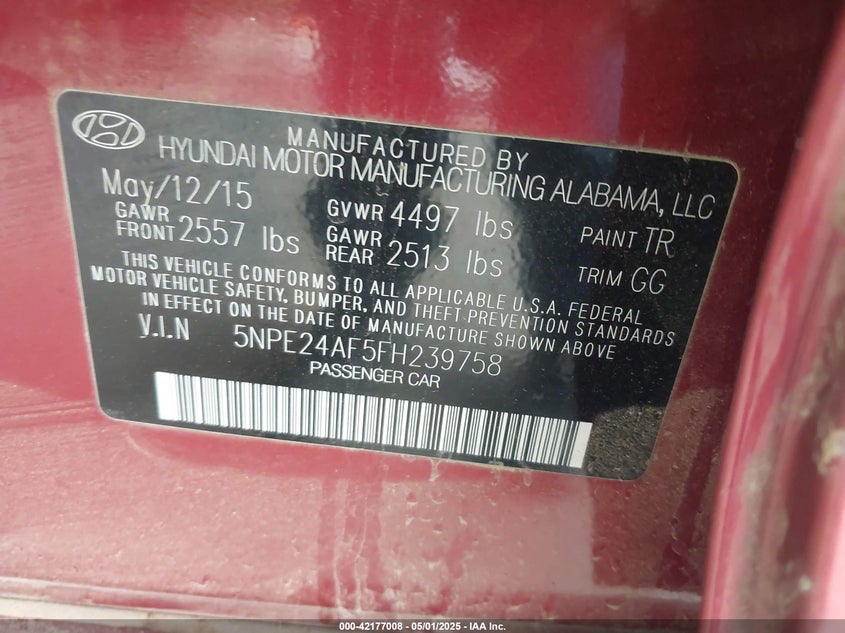 MANUFACTURED BY
HYUNDAI MOTOR MANUFACTURING ALABAMA, LLC
May/12/15 GVWR 4497 lbs PAINT TR
GAWR FRONT 2557 lbs GAWR REAR 2513 lbs TRIM GG
THIS VEHICLE CONFORMS TO ALL APPLICABLE U.S.A. FEDERAL
MOTOR VEHICLE SAFETY, BUMPER, AND THEFT PREVENTION STANDARDS
IN EFFECT ON THE DATE OF MANUFACTURE SHOWN ABOVE
V.I.N 5NPE24AF5FH239758
PASSENGER CAR
000-42177008 - 05/01/2025 - IAA Inc.